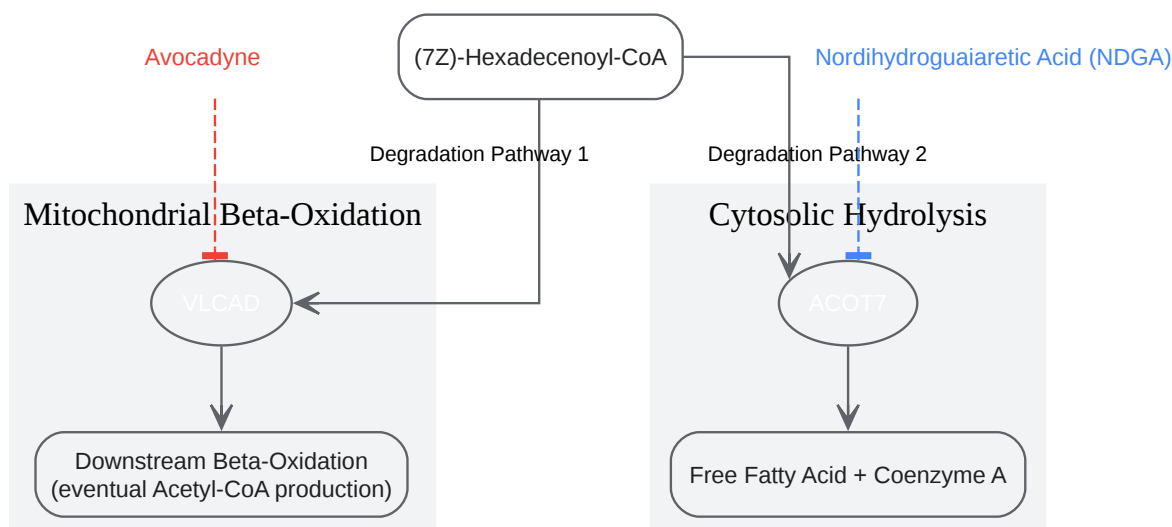 Avocadyne
(7Z)-Hexadecenoyl-CoA
Nordihydroguaiaretic Acid (NDGA)
Degradation Pathway 1
Degradation Pathway 2
Mitochondrial Beta-Oxidation
Cytosolic Hydrolysis
VLCAD
ACOT7
Downstream Beta-Oxidation
(eventual Acetyl-CoA production)
Free Fatty Acid + Coenzyme A